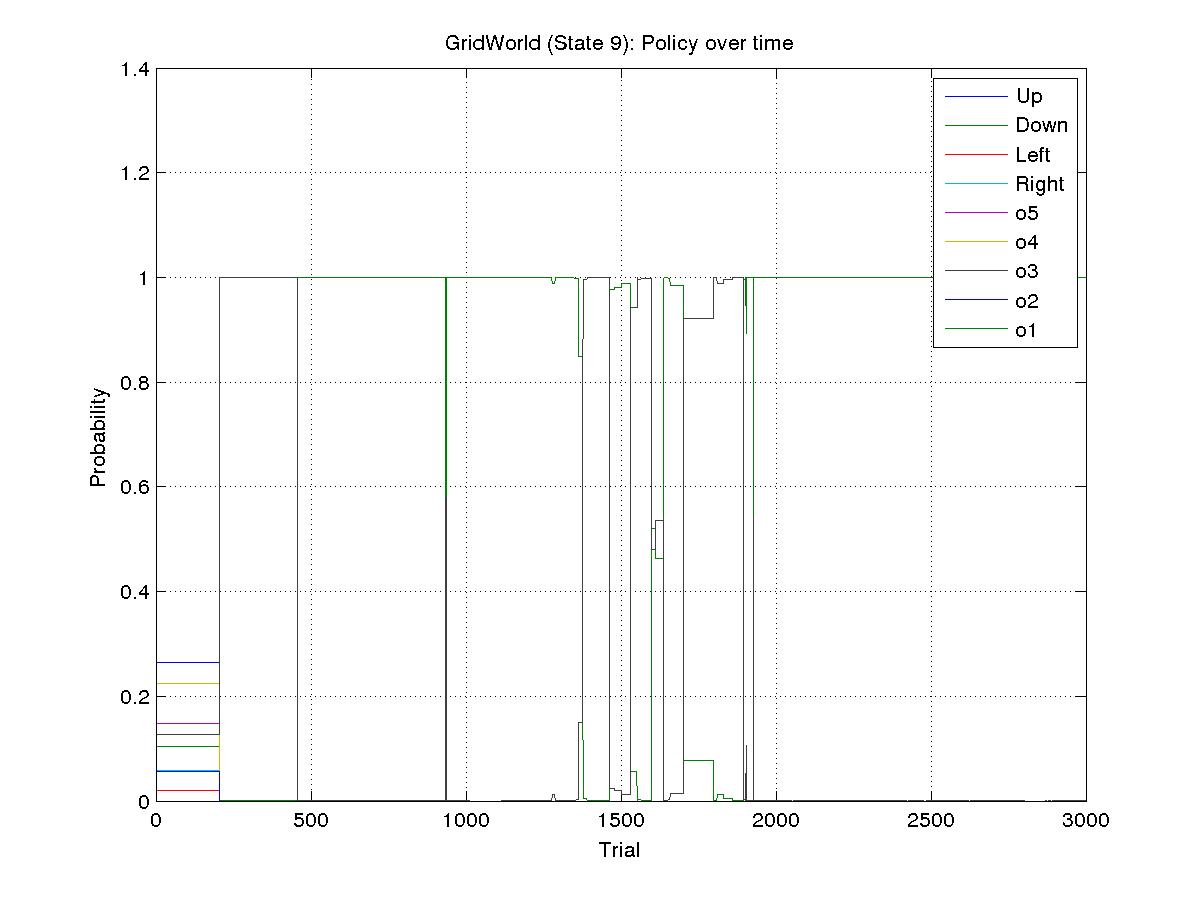 GridWorld (State 9): Policy over time
1.4
1.2
1
0.8
0.6
0.4
0.2
0
Probability
0 500 1000 1500 2000 2500 3000
Trial
Up
Down
Left
Right
o5
o4
o3
o2
o1